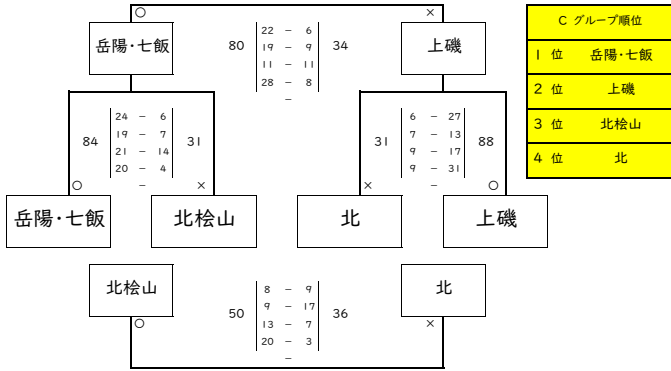 ○ ×
岳陽・七飯 80 22 － 6 34 上磯
19 － 9
11 － 11
28 － 8
－
C グループ順位
1 位 岳陽・七飯
2 位 上磯
3 位 北桧山
4 位 北
84 24 － 6 31
19 － 7
21 － 14
20 － 4
－
○ ×
岳陽・七飯 北桧山
31 6 － 27 88
7 － 13
9 － 17
9 － 31
－
× ○
北 上磯
北桧山 50 8 － 9 36 北
9 － 17
13 － 7
20 － 3
－
○ ×